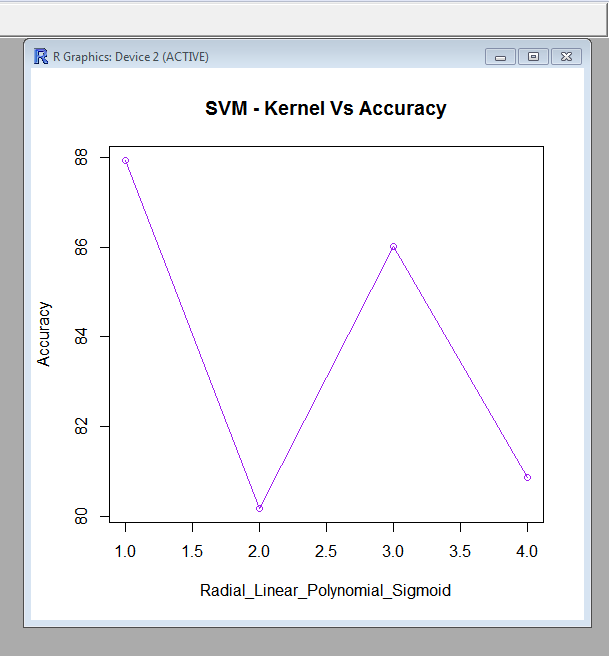 R Graphics: Device 2 (ACTIVE)
SVM - Kernel Vs Accuracy
88
86
84
82
80
Accuracy
1.0 1.5 2.0 2.5 3.0 3.5 4.0
Radial_Linear_Polynomial_Sigmoid